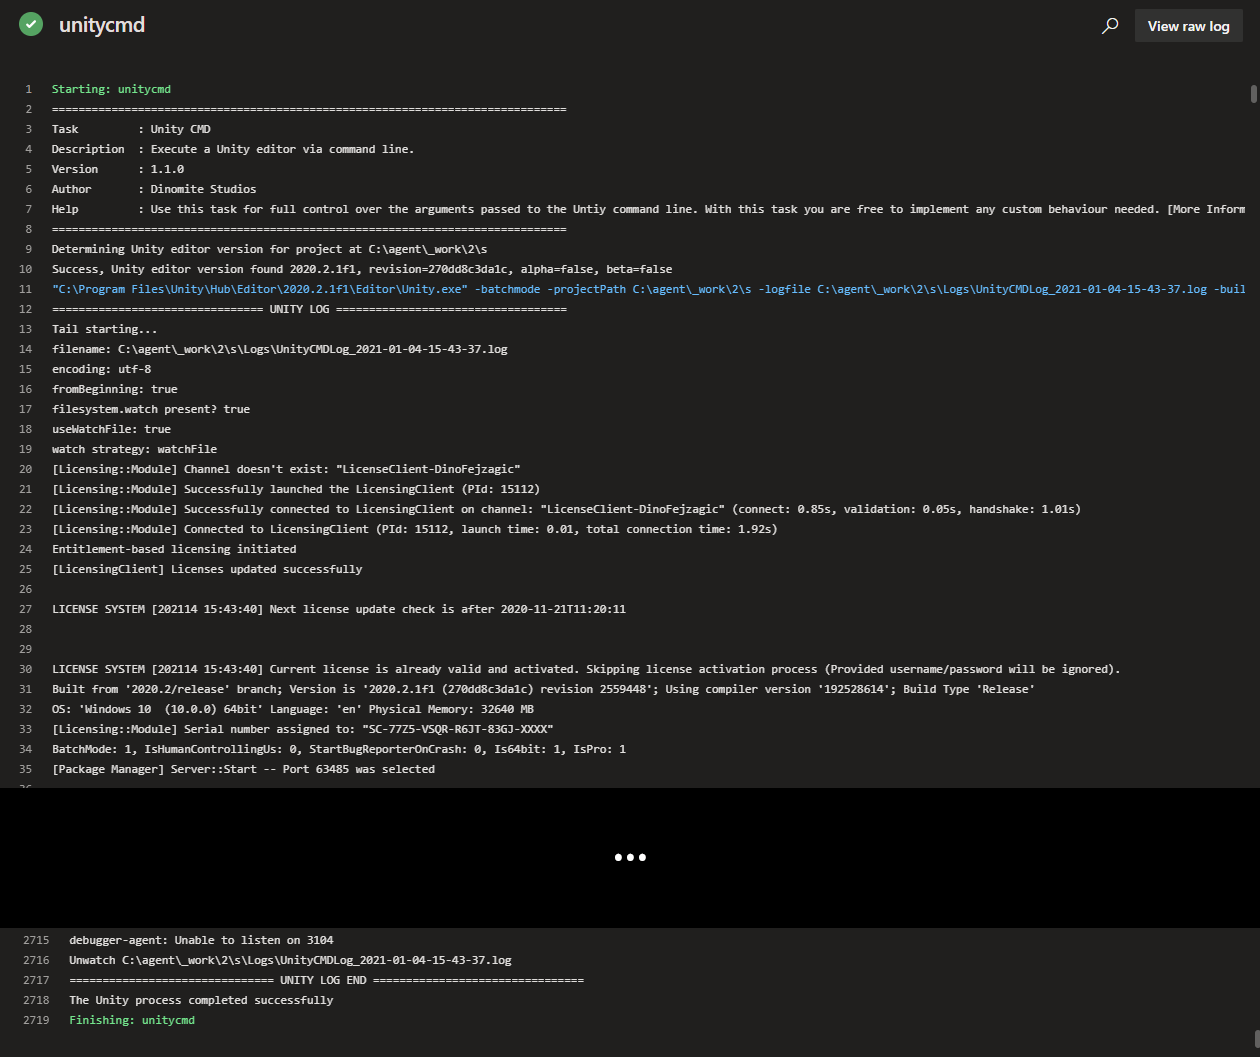 unitycmd
View raw log
1 Starting: unitycmd
2 ==============================================================================
3 Task         : Unity CMD
4 Description  : Execute a Unity editor via command line.
5 Version      : 1.1.0
6 Author       : Dinomite Studios
7 Help         : Use this task for full control over the arguments passed to the Untiy command line. With this task you are free to implement any custom behaviour needed. [More Inform
8 ==============================================================================
9 Determining Unity editor version for project at C:\agent\_work\2\s
10 Success, Unity editor version found 2020.2.1f1, revision=270dd8c3da1c, alpha=false, beta=false
11 "C:\Program Files\Unity\Hub\Editor\2020.2.1f1\Editor\Unity.exe" -batchmode -projectPath C:\agent\_work\2\s -logfile C:\agent\_work\2\s\Logs\UnityCMDLog_2021-01-04-15-43-37.log -buil
12 ================================ UNITY LOG ===================================
13 Tail starting...
14 filename: C:\agent\_work\2\s\Logs\UnityCMDLog_2021-01-04-15-43-37.log
15 encoding: utf-8
16 fromBeginning: true
17 filesystem.watch present? true
18 useWatchFile: true
19 watch strategy: watchFile
20 [Licensing::Module] Channel doesn't exist: "LicenseClient-DinoFejzagic"
21 [Licensing::Module] Successfully launched the LicensingClient (PId: 15112)
22 [Licensing::Module] Successfully connected to LicensingClient on channel: "LicenseClient-DinoFejzagic" (connect: 0.85s, validation: 0.05s, handshake: 1.01s)
23 [Licensing::Module] Connected to LicensingClient (PId: 15112, launch time: 0.01, total connection time: 1.92s)
24 Entitlement-based licensing initiated
25 [LicensingClient] Licenses updated successfully
26
27 LICENSE SYSTEM [202114 15:43:40] Next license update check is after 2020-11-21T11:20:11
28
29
30 LICENSE SYSTEM [202114 15:43:40] Current license is already valid and activated. Skipping license activation process (Provided username/password will be ignored).
31 Built from '2020.2/release' branch; Version is '2020.2.1f1 (270dd8c3da1c) revision 2559448'; Using compiler version '192528614'; Build Type 'Release'
32 OS: 'Windows 10  (10.0.0) 64bit' Language: 'en' Physical Memory: 32640 MB
33 [Licensing::Module] Serial number assigned to: "SC-77Z5-VSQR-R6JT-83GJ-XXXX"
34 BatchMode: 1, IsHumanControllingUs: 0, StartBugReporterOnCrash: 0, Is64bit: 1, IsPro: 1
35 [Package Manager] Server::Start -- Port 63485 was selected
•••
2715 debugger-agent: Unable to listen on 3104
2716 Unwatch C:\agent\_work\2\s\Logs\UnityCMDLog_2021-01-04-15-43-37.log
2717 =============================== UNITY LOG END ================================
2718 The Unity process completed successfully
2719 Finishing: unitycmd